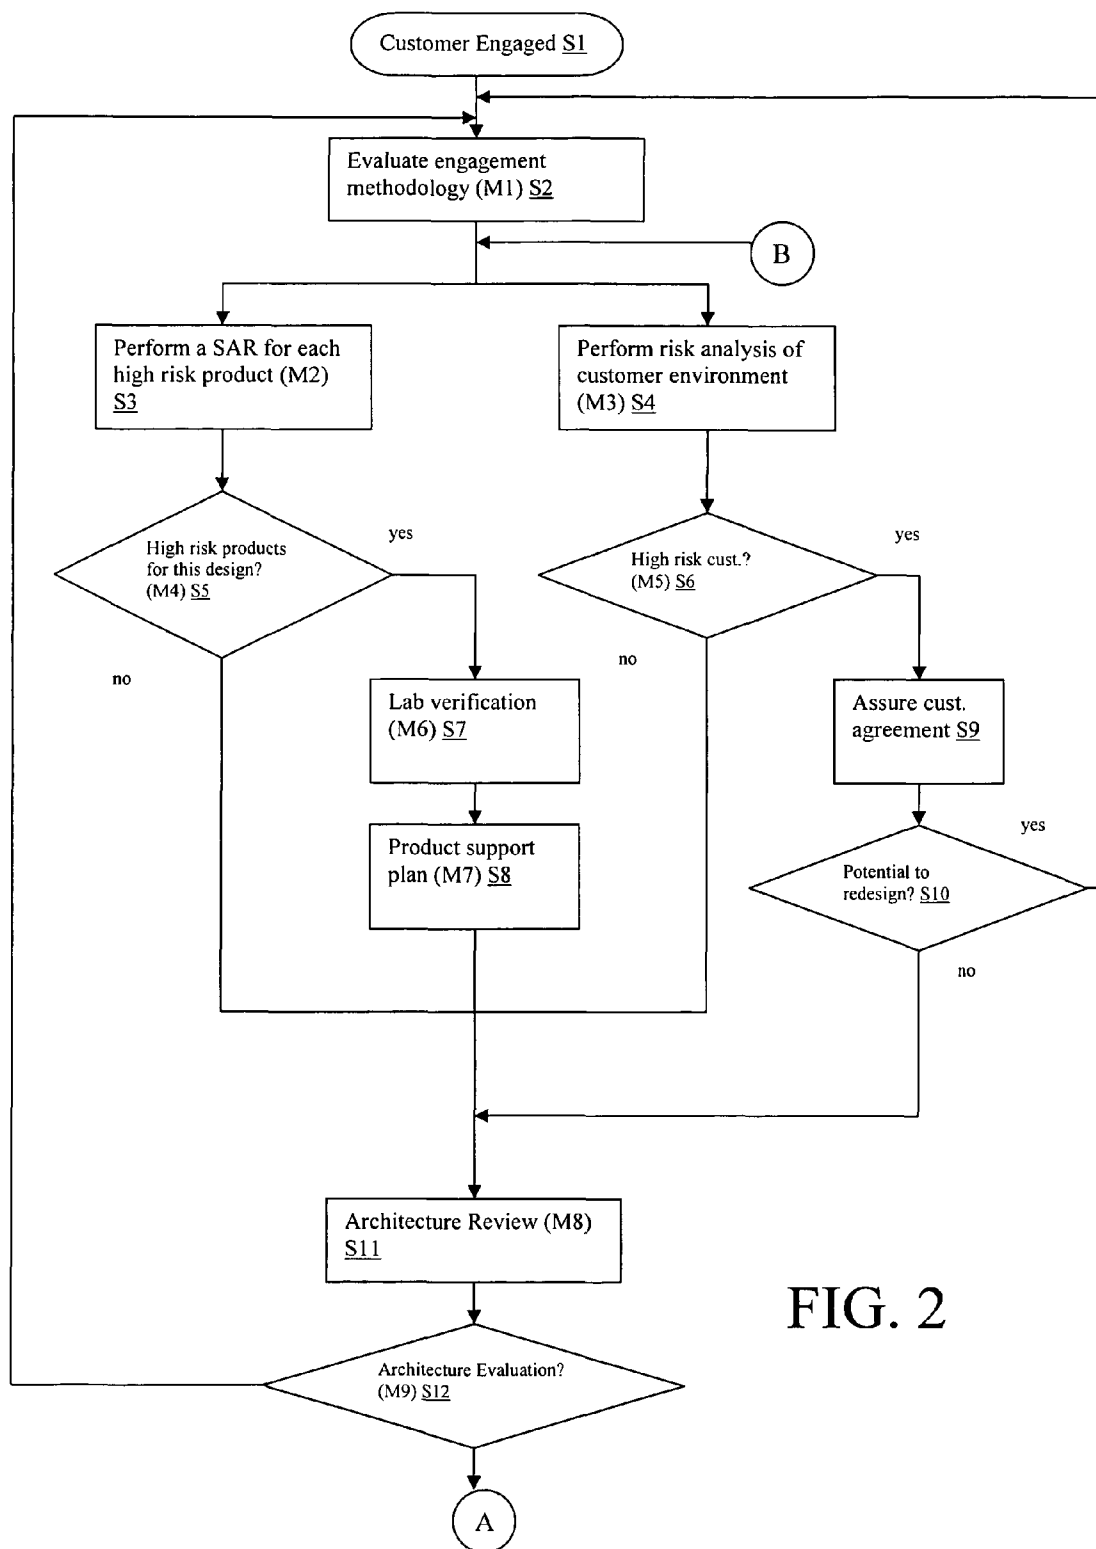 Customer Engaged S1
Evaluate engagement
methodology (M1) S2
B
Perform a SAR for each
high risk product (M2)
S3
Perform risk analysis of
customer environment
(M3) S4
High risk products
for this design?
(M4) S5
yes
no
High risk cust.?
(M5) S6
yes
no
Lab verification
(M6) S7
Assure cust.
agreement S9
Product support
plan (M7) S8
Potential to
redesign? S10
yes
no
Architecture Review (M8)
S11
FIG. 2
Architecture Evaluation?
(M9) S12
A